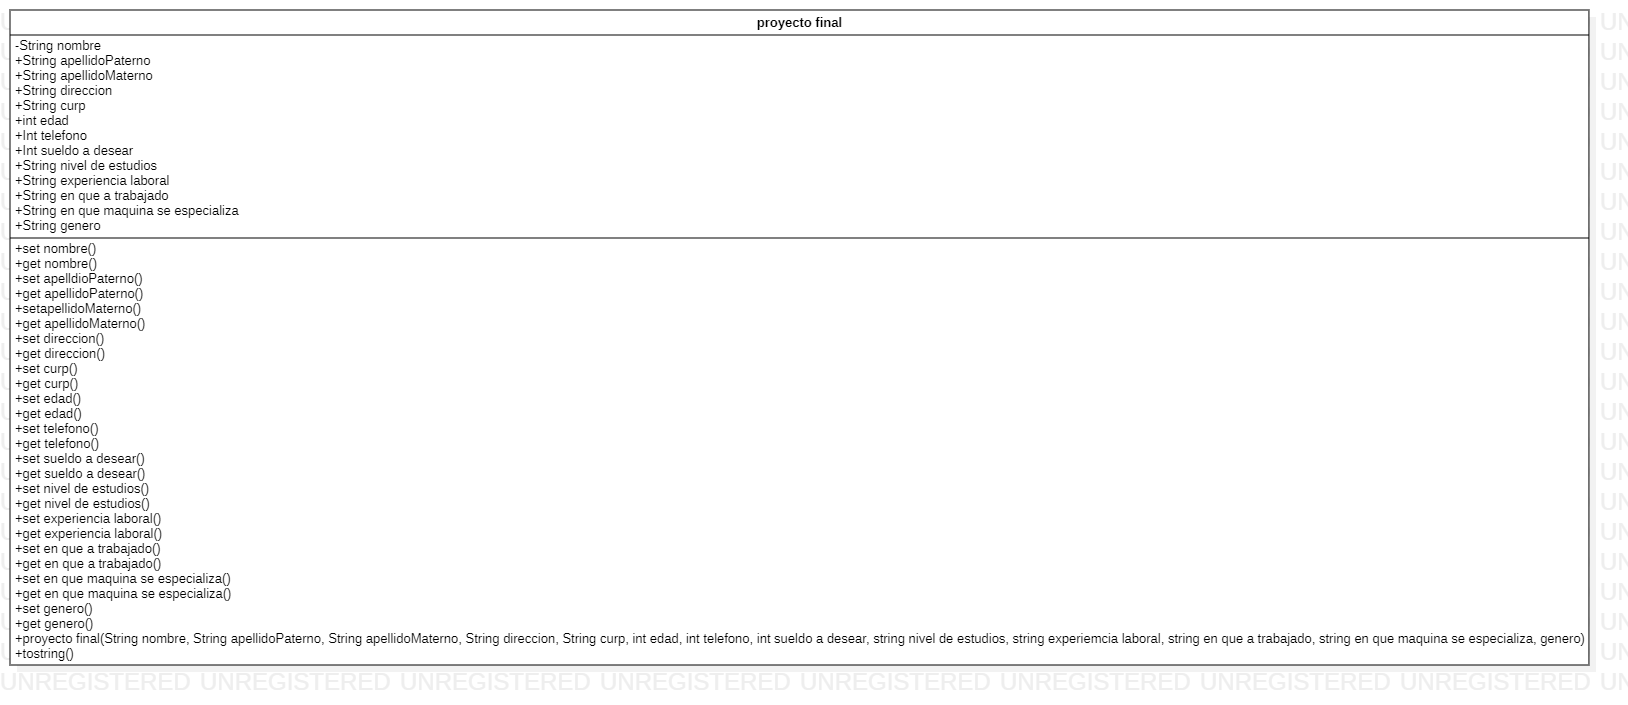 proyecto final
-String nombre
+String apellidoPaterno
+String apellidoMaterno
+String direccion
+String curp
+int edad
+Int telefono
+Int sueldo a desear
+String nivel de estudios
+String experiencia laboral
+String en que a trabajado
+String en que maquina se especializa
+String genero
+set nombre()
+get nombre()
+set apelldioPaterno()
+get apellidoPaterno()
+setapellidoMaterno()
+get apellidoMaterno()
+set direccion()
+get direccion()
+set curp()
+get curp()
+set edad()
+get edad()
+set telefono()
+get telefono()
+set sueldo a desear()
+get sueldo a desear()
+set nivel de estudios()
+get nivel de estudios()
+set experiencia laboral()
+get experiencia laboral()
+set en que a trabajado()
+get en que a trabajado()
+set en que maquina se especializa()
+get en que maquina se especializa()
+set genero()
+get genero()
+proyecto final(String nombre, String apellidoPaterno, String apellidoMaterno, String direccion, String curp, int edad, int telefono, int sueldo a desear, string nivel de estudios, string experiemcia laboral, string en que a trabajado, string en que maquina se especializa, genero)
+tostring()
UNREGISTERED UNREGISTERED UNREGISTERED UNREGISTERED UNREGISTERED UNREGISTERED UNREGISTERED UNREGISTERED UN